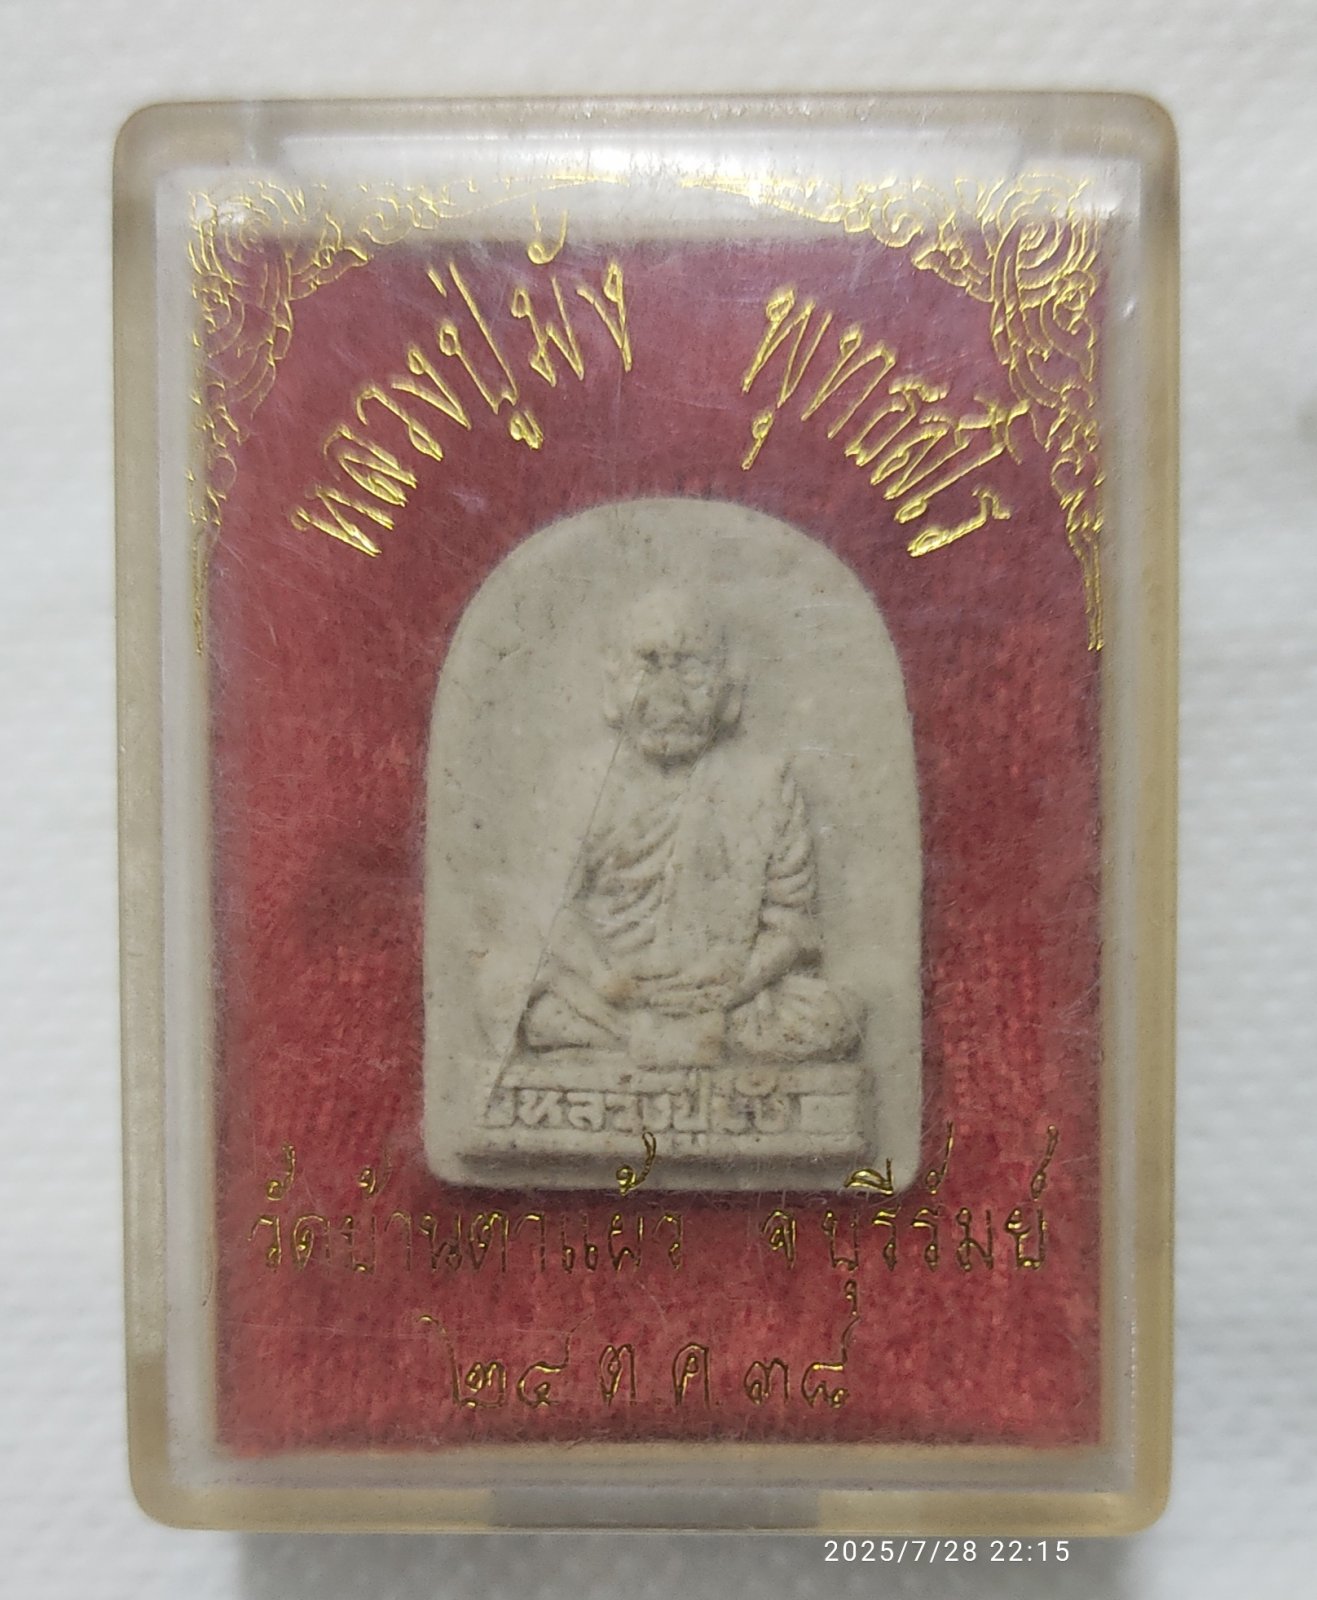 หลวงปู่มั่ง พุทธสีโร
หลวงปู่มั่ง
วัดบ้านตาแผ้ว จ.บุรีรัมย์
๒๔ ต.ค. ๓๘
2025/7/28 22:15